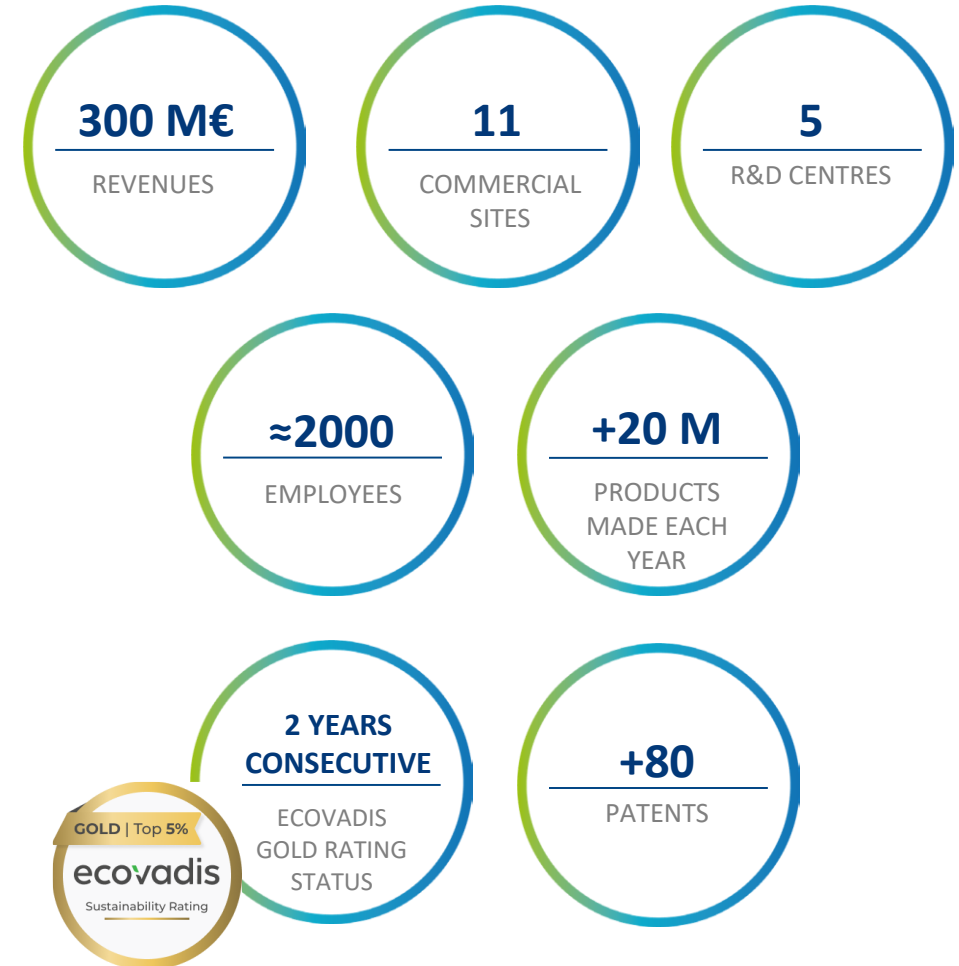 300 M€
REVENUES
11
COMMERCIAL
SITES
5
R&D CENTRES
≈2000
EMPLOYEES
+20 M
PRODUCTS
MADE EACH
YEAR
2 YEARS
CONSECUTIVE
ECOVADIS
GOLD RATING
STATUS
GOLD | Top 5%
ecovadis
Sustainability Rating
+80
PATENTS